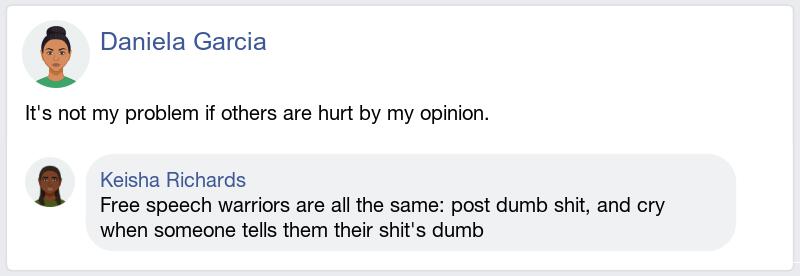 Daniela Garcia
It's not my problem if others are hurt by my opinion.
Keisha Richards
Free speech warriors are all the same: post dumb shit, and cry
when someone tells them their shit's dumb